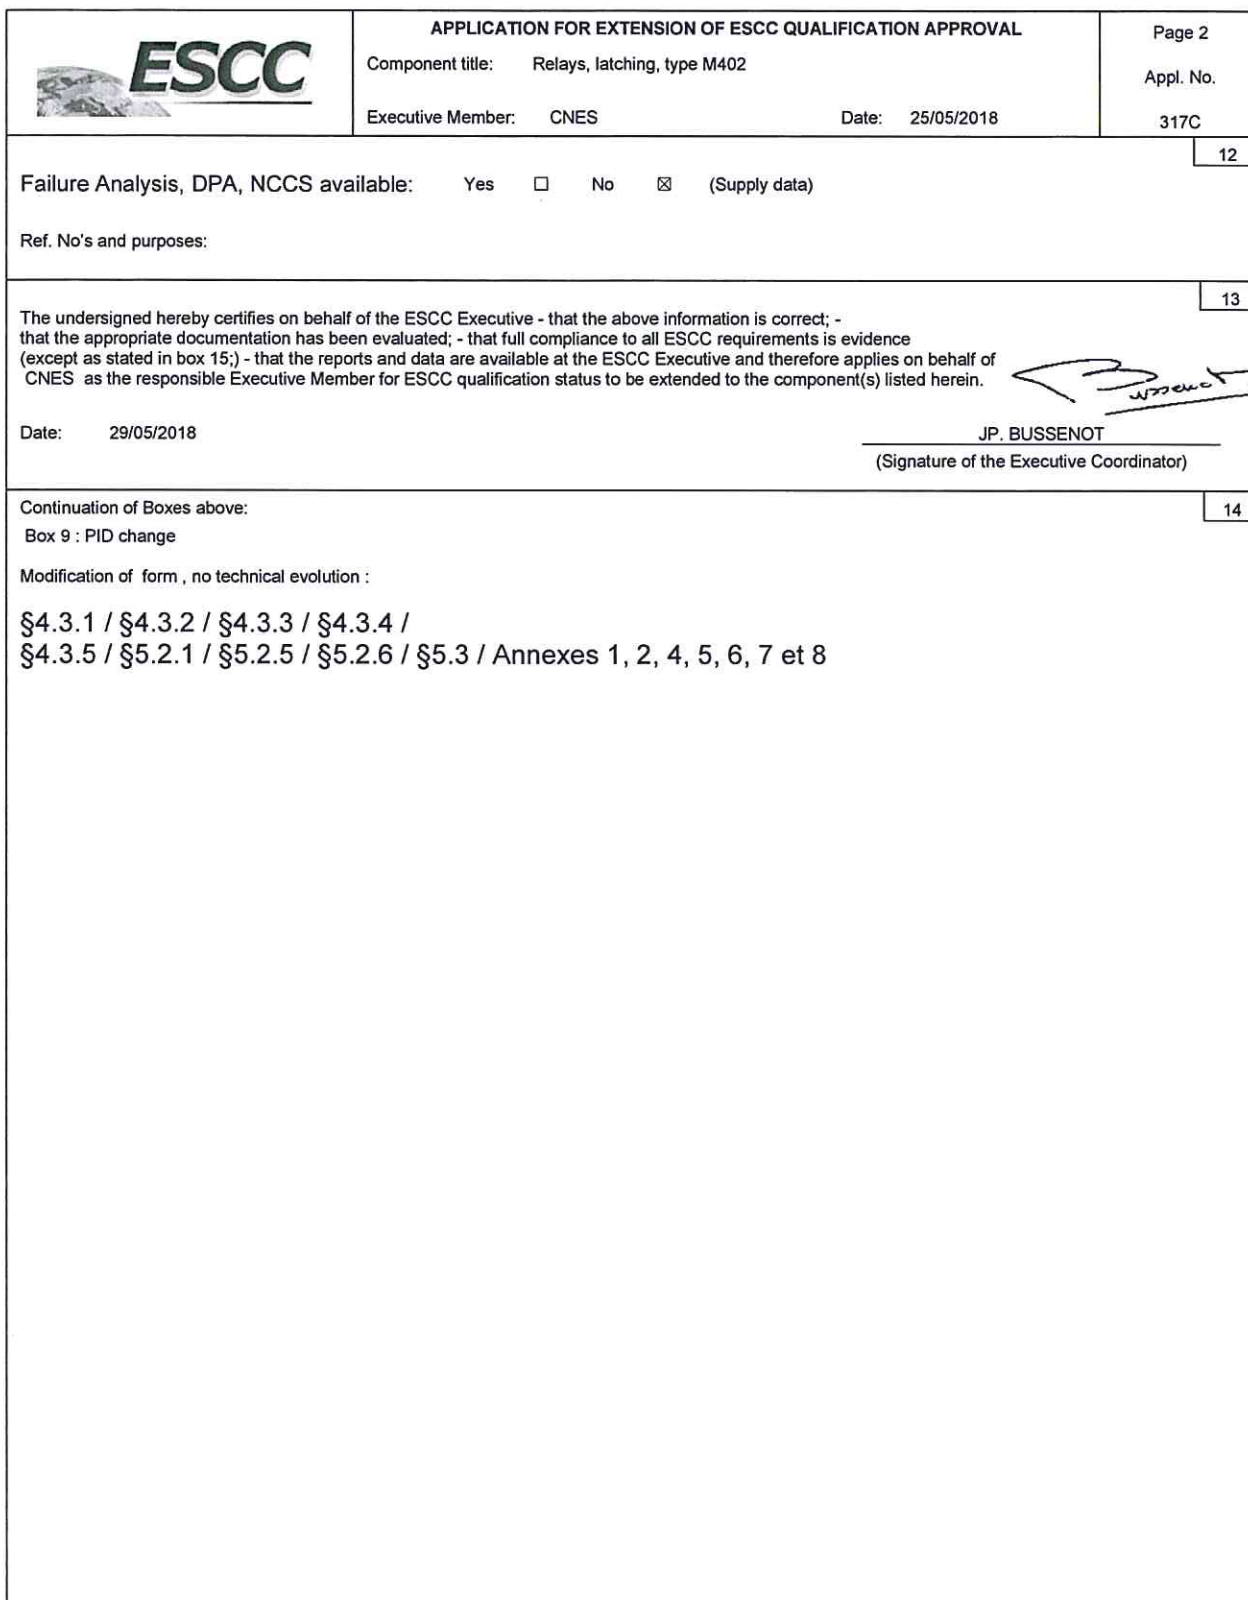 ESCC
APPLICATION FOR EXTENSION OF ESCC QUALIFICATION APPROVAL
Component title: Relays, latching, type M402
Executive Member: CNES Date: 25/05/2018
Page 2
Appl. No.
317C
12
Failure Analysis, DPA, NCCS available: Yes ☐ No ☒ (Supply data)
Ref. No's and purposes:
13
The undersigned hereby certifies on behalf of the ESCC Executive - that the above information is correct; -
that the appropriate documentation has been evaluated; - that full compliance to all ESCC requirements is evidence
(except as stated in box 15;) - that the reports and data are available at the ESCC Executive and therefore applies on behalf of
CNES as the responsible Executive Member for ESCC qualification status to be extended to the component(s) listed herein.
Bussenot
Date: 29/05/2018
JP. BUSSENOT
(Signature of the Executive Coordinator)
14
Continuation of Boxes above:
Box 9 : PID change
Modification of form , no technical evolution :
§4.3.1 / §4.3.2 / §4.3.3 / §4.3.4 /
§4.3.5 / §5.2.1 / §5.2.5 / §5.2.6 / §5.3 / Annexes 1, 2, 4, 5, 6, 7 et 8